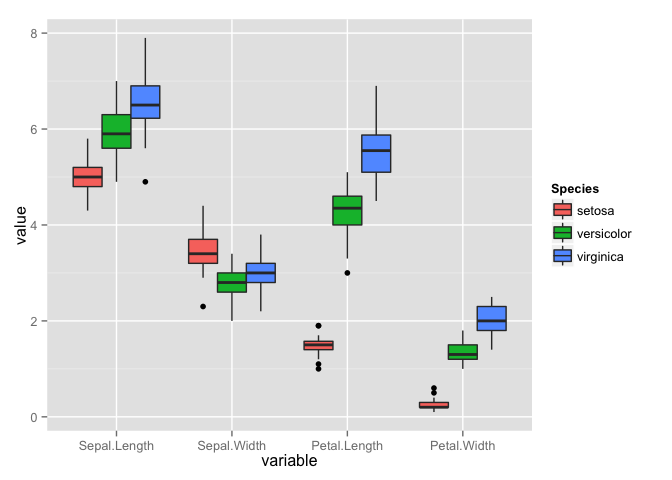 8
6
4
2
0
value
Sepal.Length Sepal.Width Petal.Length Petal.Width
variable
Species
setosa
versicolor
virginica